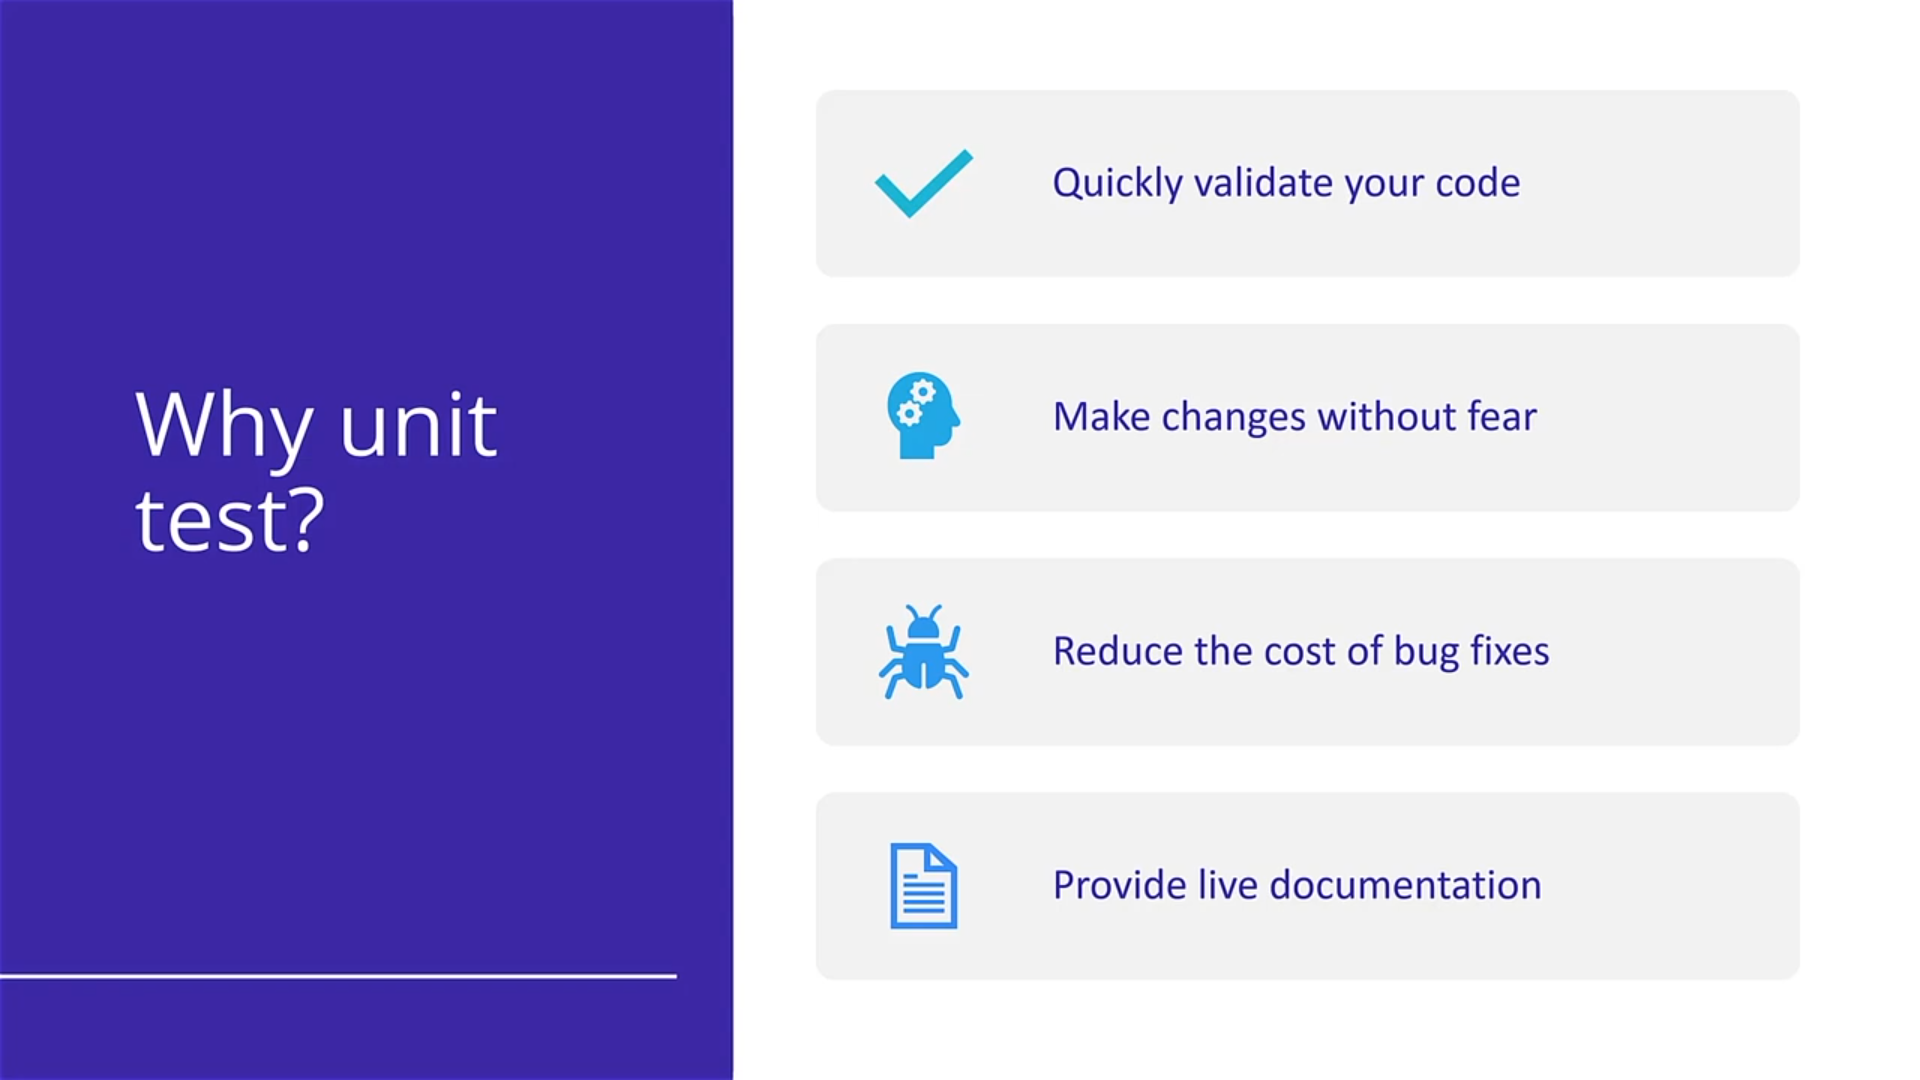 Why unit
test?
Quickly validate your code
Make changes without fear
Reduce the cost of bug fixes
Provide live documentation